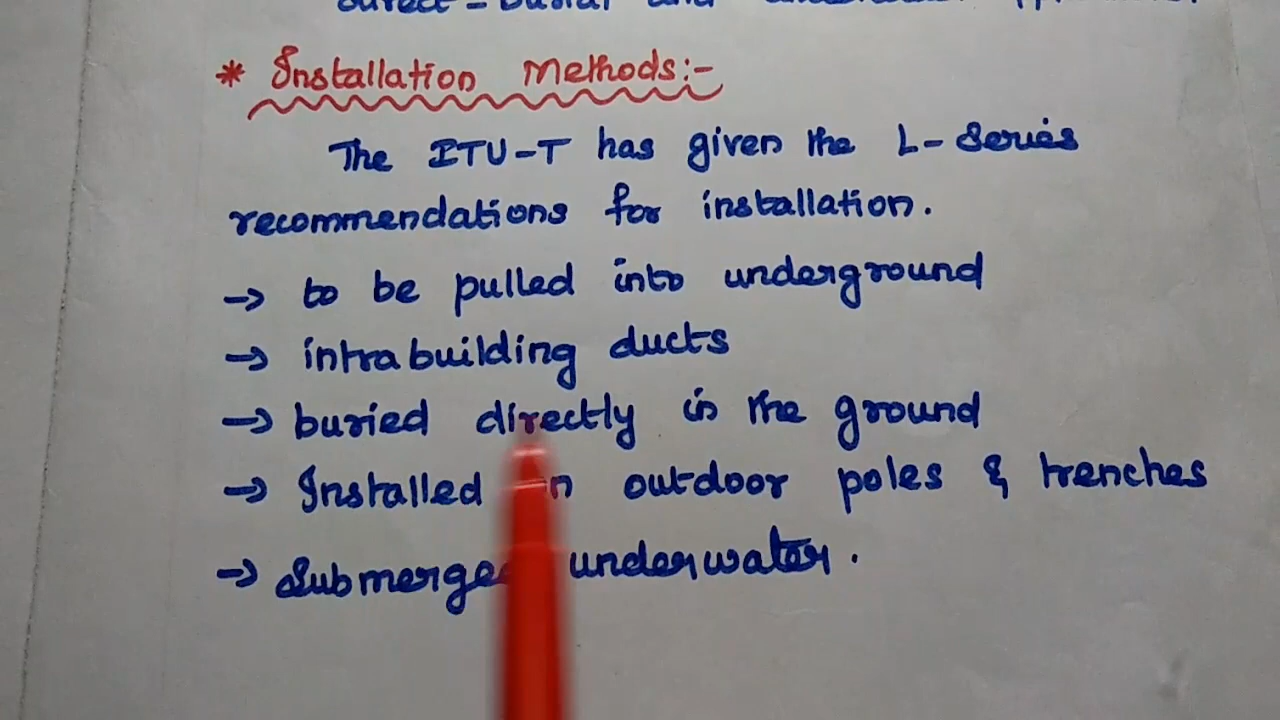 * Installation Methods:-
The ITU-T has given the L-Series
recommendations for installation.
→ to be pulled into underground
→ intrabuilding ducts
→ buried directly in the ground
→ Installed outdoor poles & trenches
→ Submerged underwater.